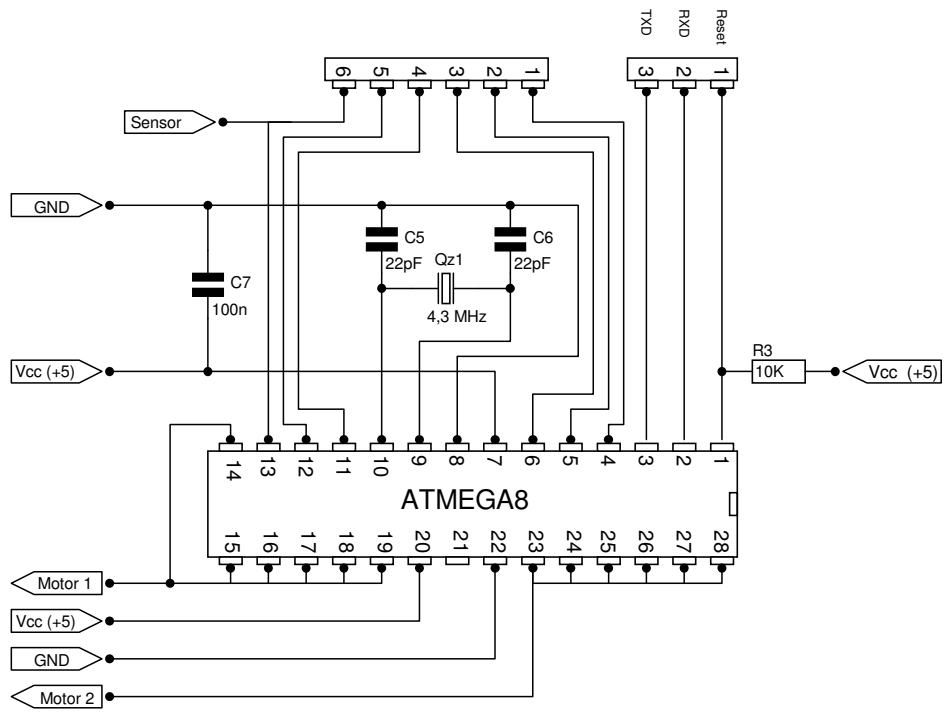 TXD RXD Reset
6 5 4 3 2 1
3 2 1
Sensor
GND
C5
22pF
Qz1
4,3 MHz
C6
22pF
C7
100n
Vcc (+5)
R3
10K
Vcc (+5)
14 13 12 11 10 9 8 7 6 5 4 3 2 1
ATMEGA8
15 16 17 18 19 20 21 22 23 24 25 26 27 28
Motor 1
Vcc (+5)
GND
Motor 2